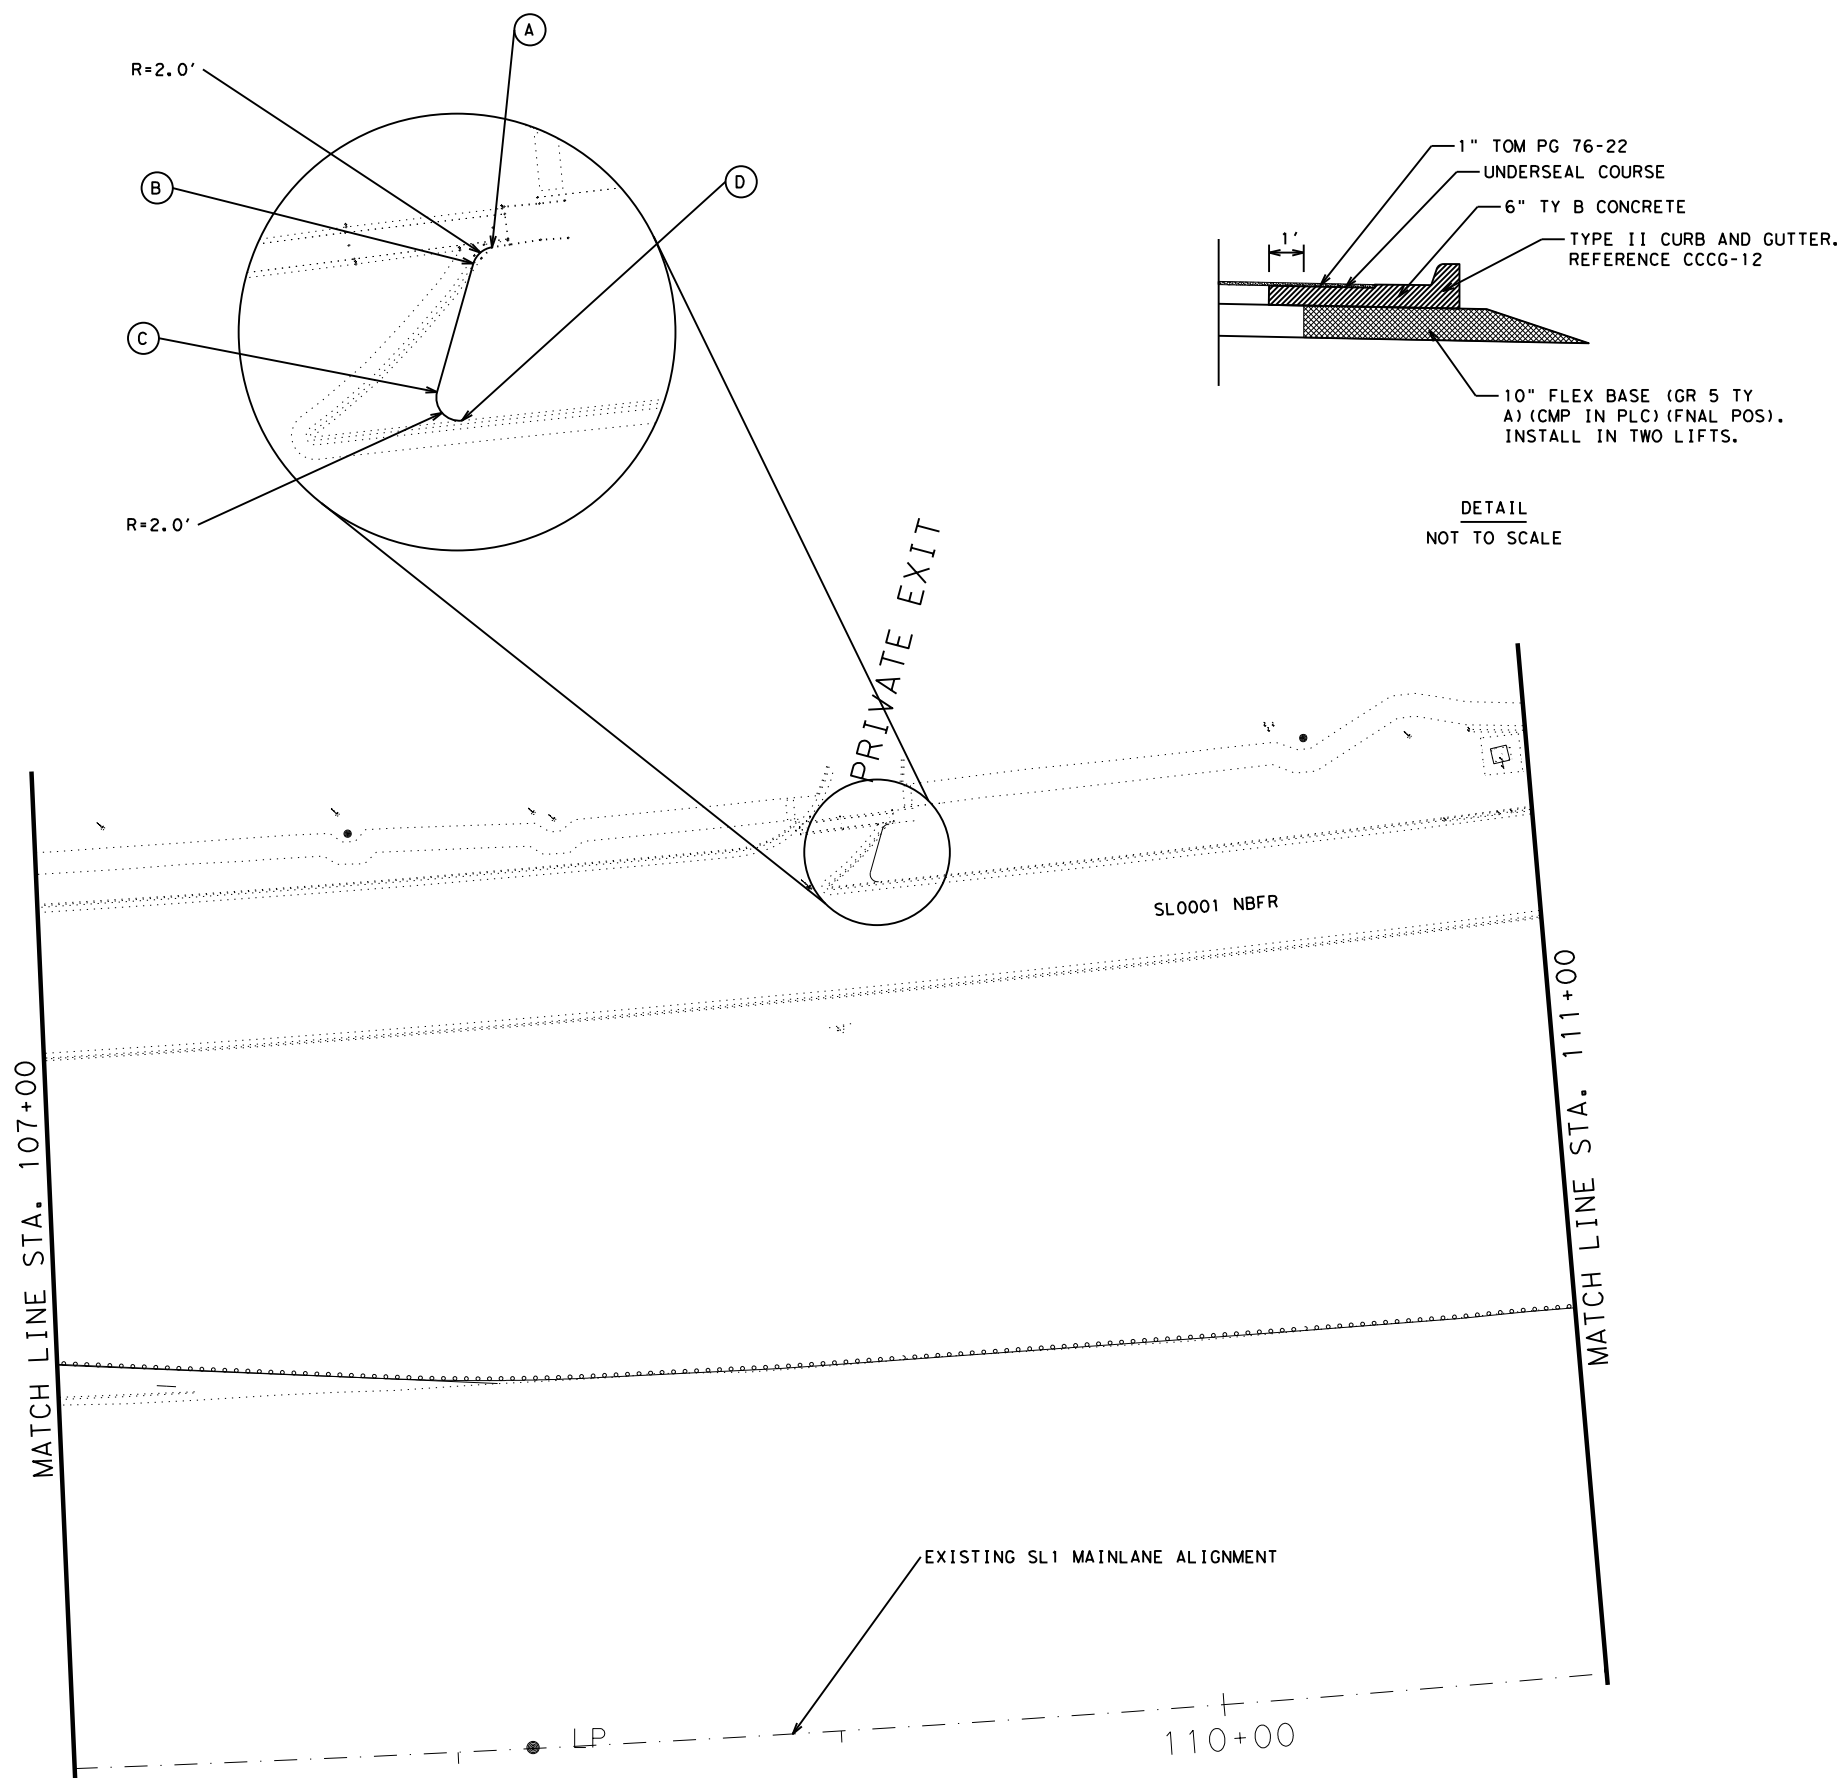 A
R=2.0'
B
D
C
R=2.0'
1" TOM PG 76-22
UNDERSEAL COURSE
6" TY B CONCRETE
1'
TYPE II CURB AND GUTTER.
REFERENCE CCCG-12
10" FLEX BASE (GR 5 TY
A)(CMP IN PLC)(FNAL POS).
INSTALL IN TWO LIFTS.
DETAIL
NOT TO SCALE
PRIVATE EXIT
SL0001 NBFR
MATCH LINE STA. 107+00
MATCH LINE STA. 111+00
EXISTING SL1 MAINLANE ALIGNMENT
LP
110+00